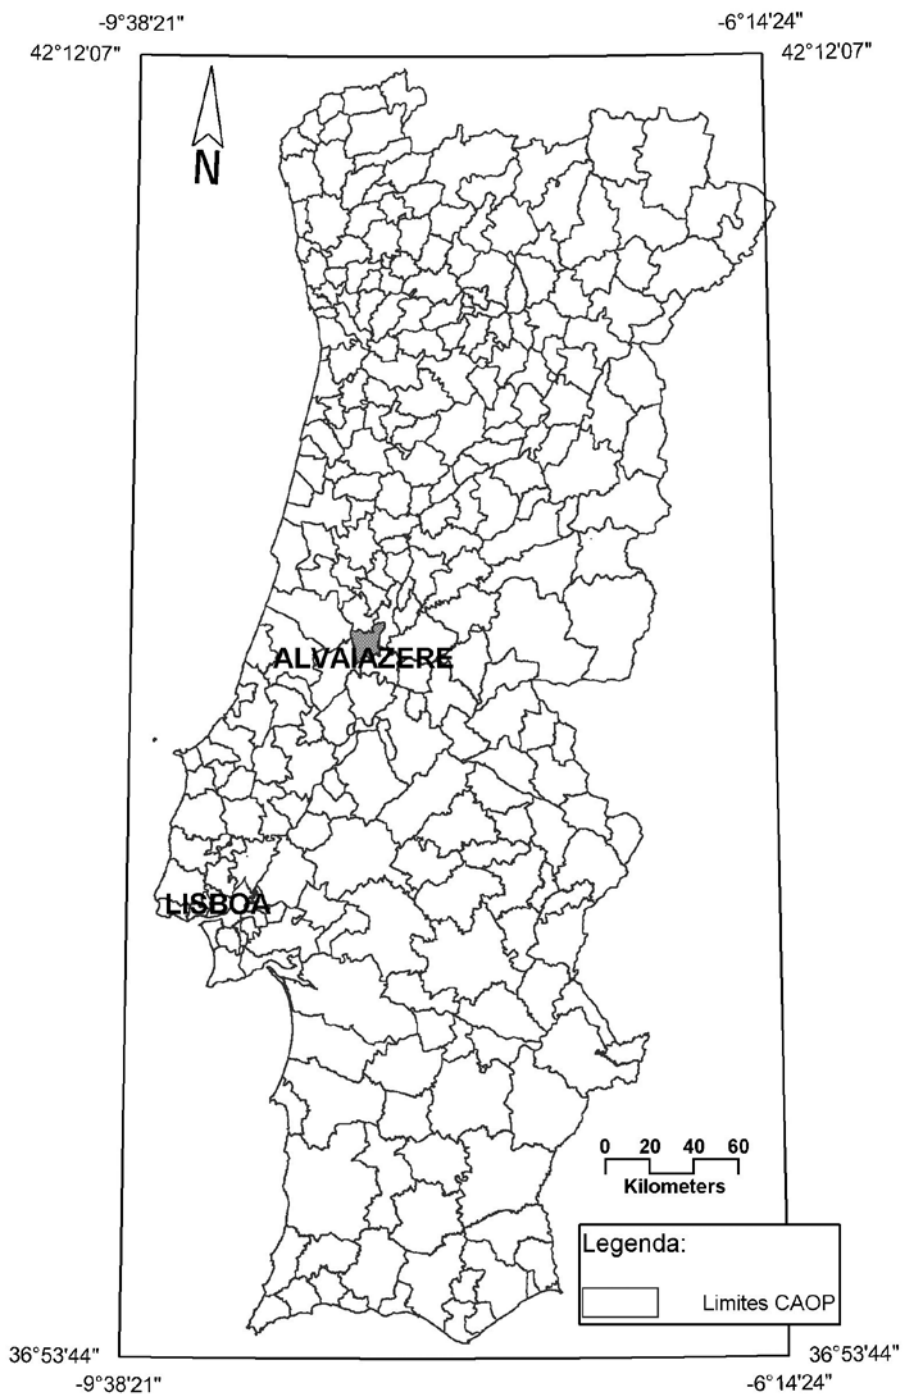 -9°38'21" -6°14'24"
42°12'07" 42°12'07"
N
ALVAIAZERE
LISBOA
0 20 40 60
Kilometers
Legenda:
Limites CAOP
36°53'44" 36°53'44"
-9°38'21" -6°14'24"